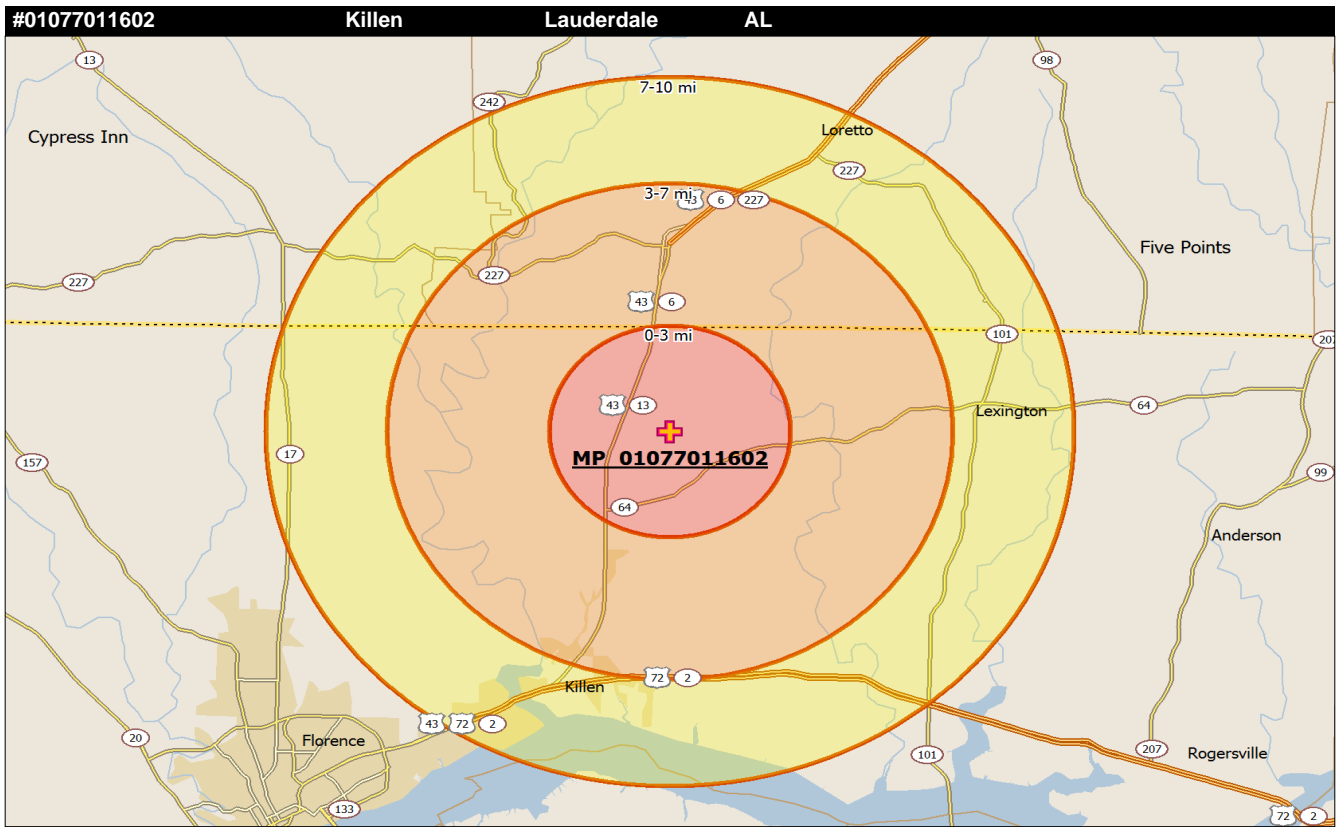 #01077011602 Killen Lauderdale AL
13
98
7-10 mi
242
Cypress Inn
Loretto
227
3-7 mi
43 6 227
Five Points
227
227
43 6
0-3 mi
101
207
43 13
64
Lexington
MP 01077011602
17
157
99
64
Anderson
72 2
Killen
43 72 2
20
Florence
101
207
Rogersville
133
72 2